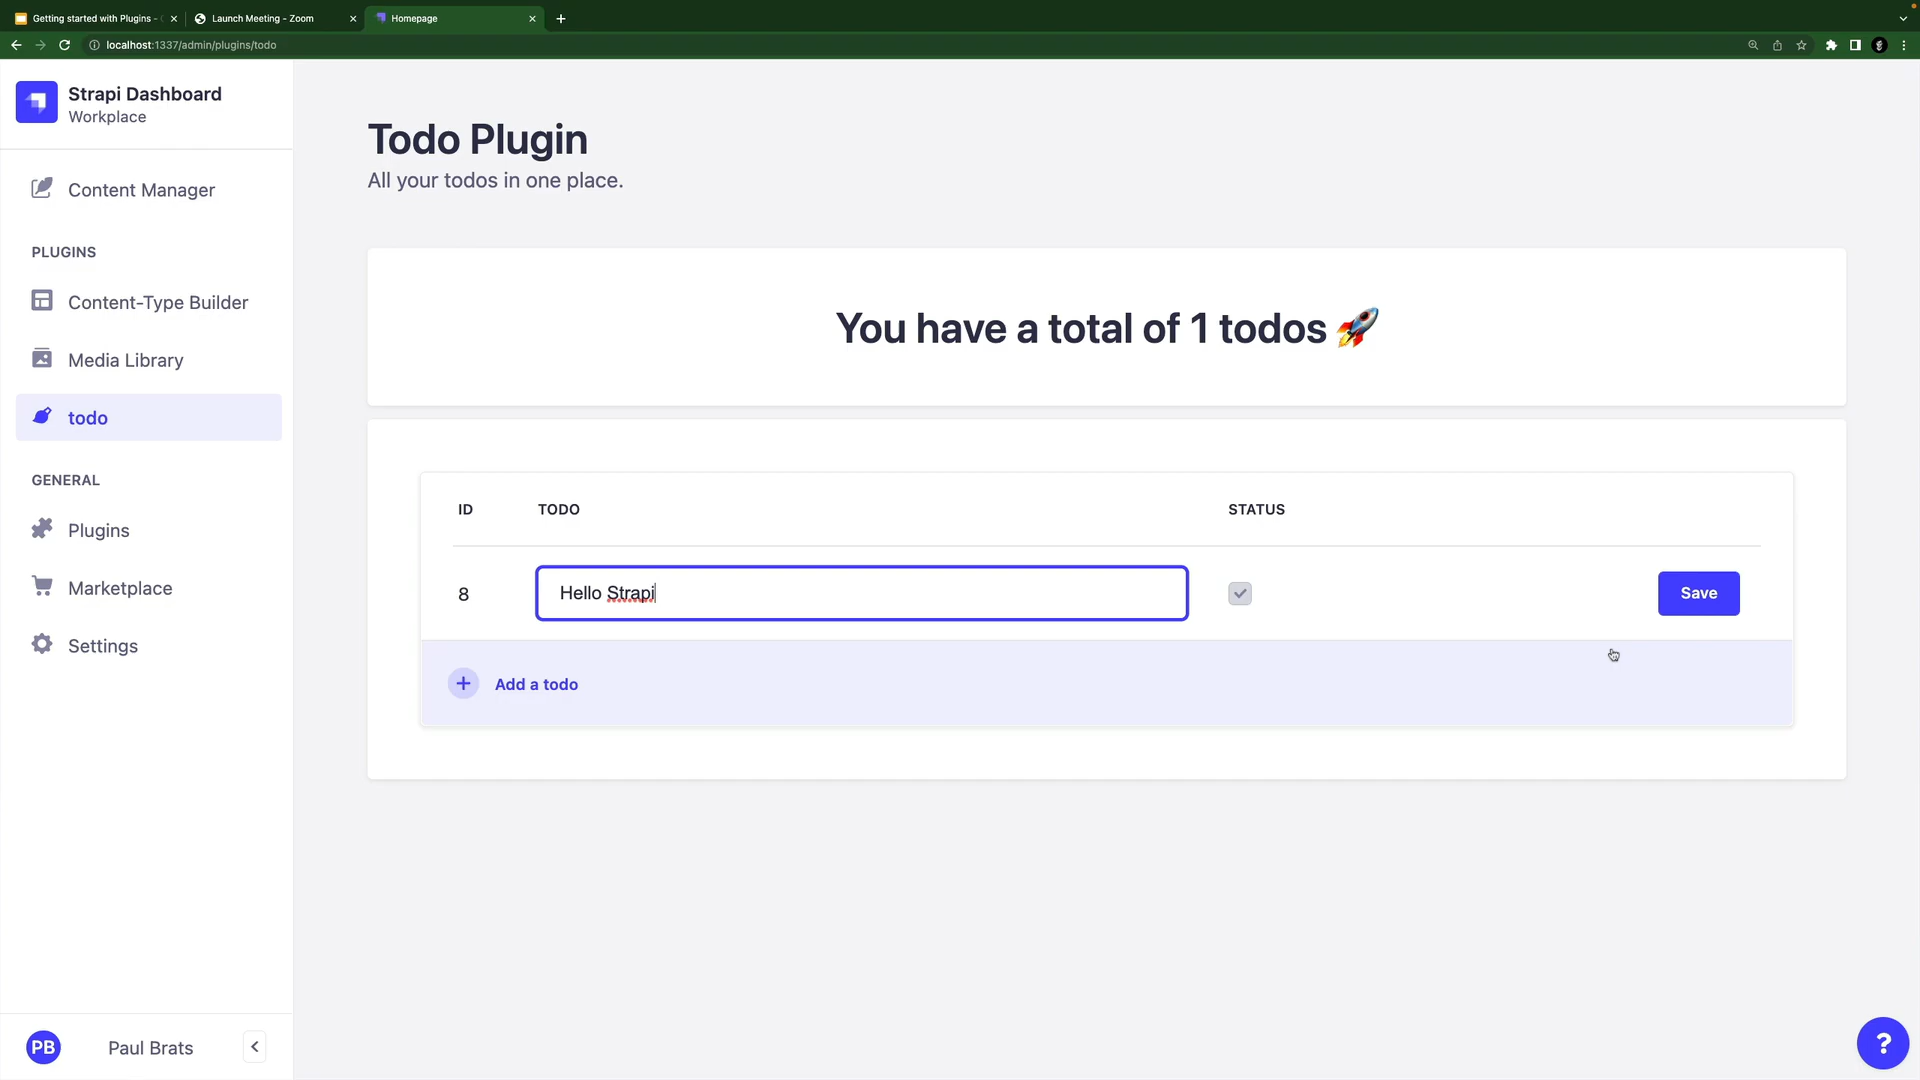 Getting started with Plugins -
Launch Meeting - Zoom
Homepage
localhost:1337/admin/plugins/todo
Strapi Dashboard
Workplace
Content Manager
PLUGINS
Content-Type Builder
Media Library
todo
GENERAL
Plugins
Marketplace
Settings
PB
Paul Brats
Todo Plugin
All your todos in one place.
You have a total of 1 todos 🚀
ID TODO STATUS
8 Hello Strapi Save
+ Add a todo
?